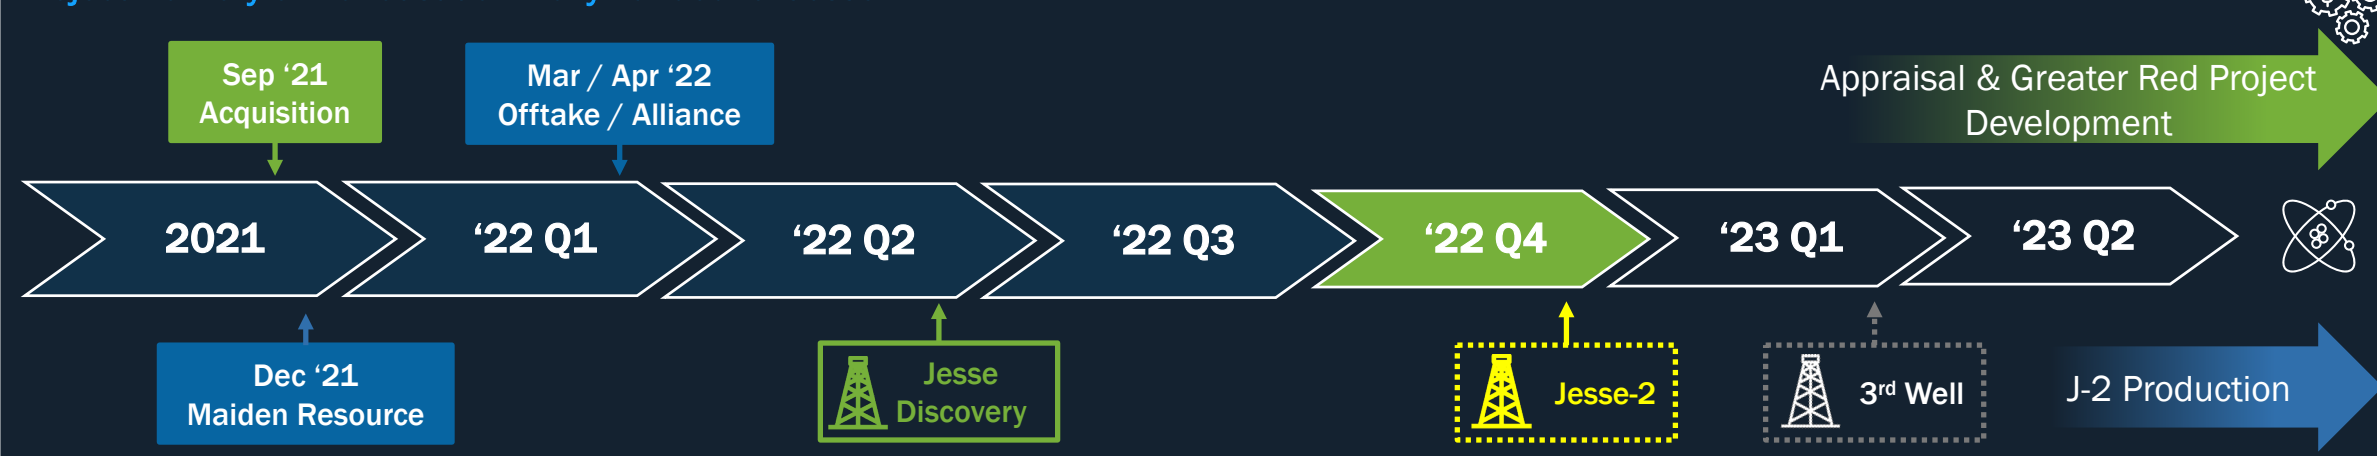 Sep ‘21
Acquisition
Mar / Apr ‘22
Offtake / Alliance
Appraisal & Greater Red Project
Development
2021
‘22 Q1
‘22 Q2
‘22 Q3
‘22 Q4
‘23 Q1
‘23 Q2
Dec ‘21
Maiden Resource
Jesse
Discovery
Jesse-2
3rd Well
J-2 Production